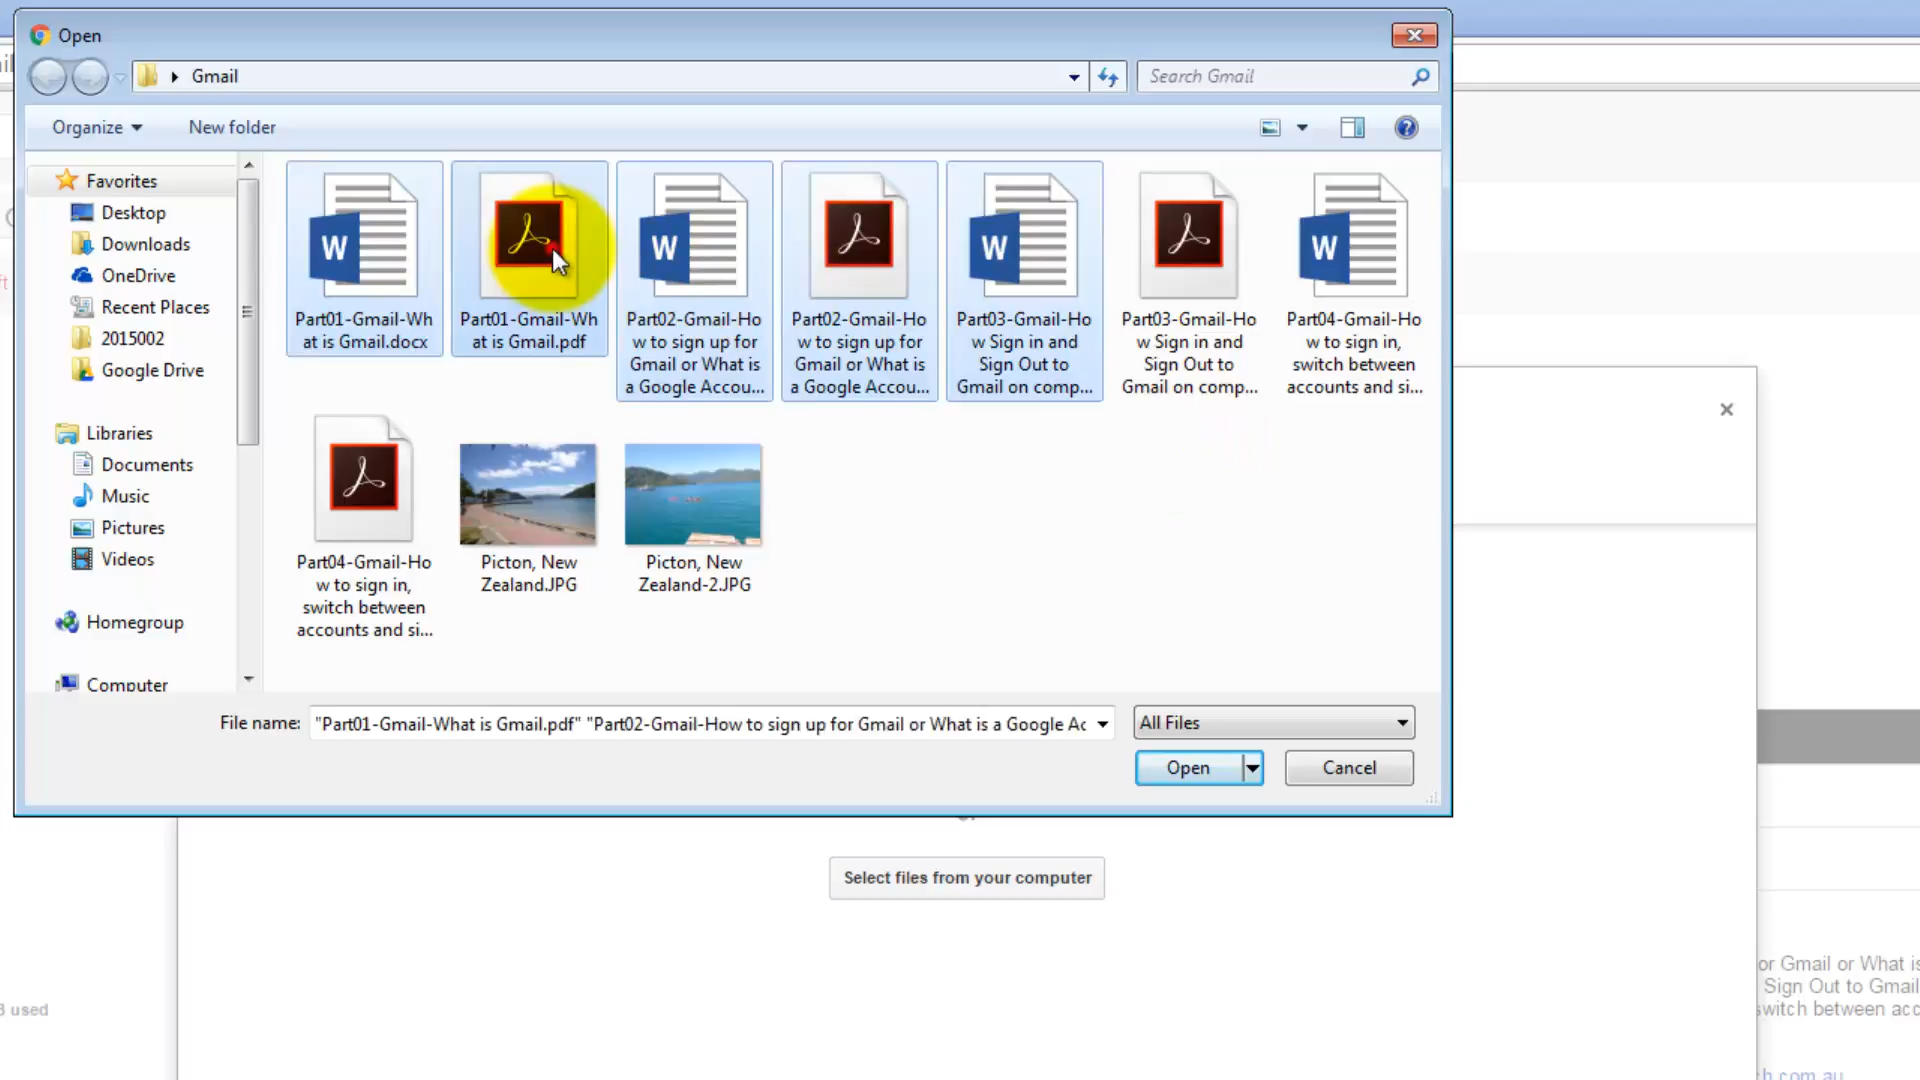 Open
Gmail
Search Gmail
Organize
New folder
Favorites
Desktop
Downloads
OneDrive
Recent Places
2015002
Google Drive
Libraries
Documents
Music
Pictures
Videos
Homegroup
Computer
W
Part01-Gmail-Wh
at is Gmail.docx
Part01-Gmail-Wh
at is Gmail.pdf
W
Part02-Gmail-Ho
w to sign up for
Gmail or What is
a Google Accou...
Part02-Gmail-Ho
w to sign up for
Gmail or What is
a Google Accou...
W
Part03-Gmail-Ho
w Sign in and
Sign Out to
Gmail on comp...
Part03-Gmail-Ho
w Sign in and
Sign Out to
Gmail on comp...
W
Part04-Gmail-Ho
w to sign in,
switch between
accounts and si...
Part04-Gmail-Ho
w to sign in,
switch between
accounts and si...
Picton, New
Zealand.JPG
Picton, New
Zealand-2.JPG
File name:
"Part01-Gmail-What is Gmail.pdf" "Part02-Gmail-How to sign up for Gmail or What is a Google Ac
All Files
Open
Cancel
Select files from your computer
used
or Gmail or What is
Sign Out to Gmail
switch between acc
ch.com.au